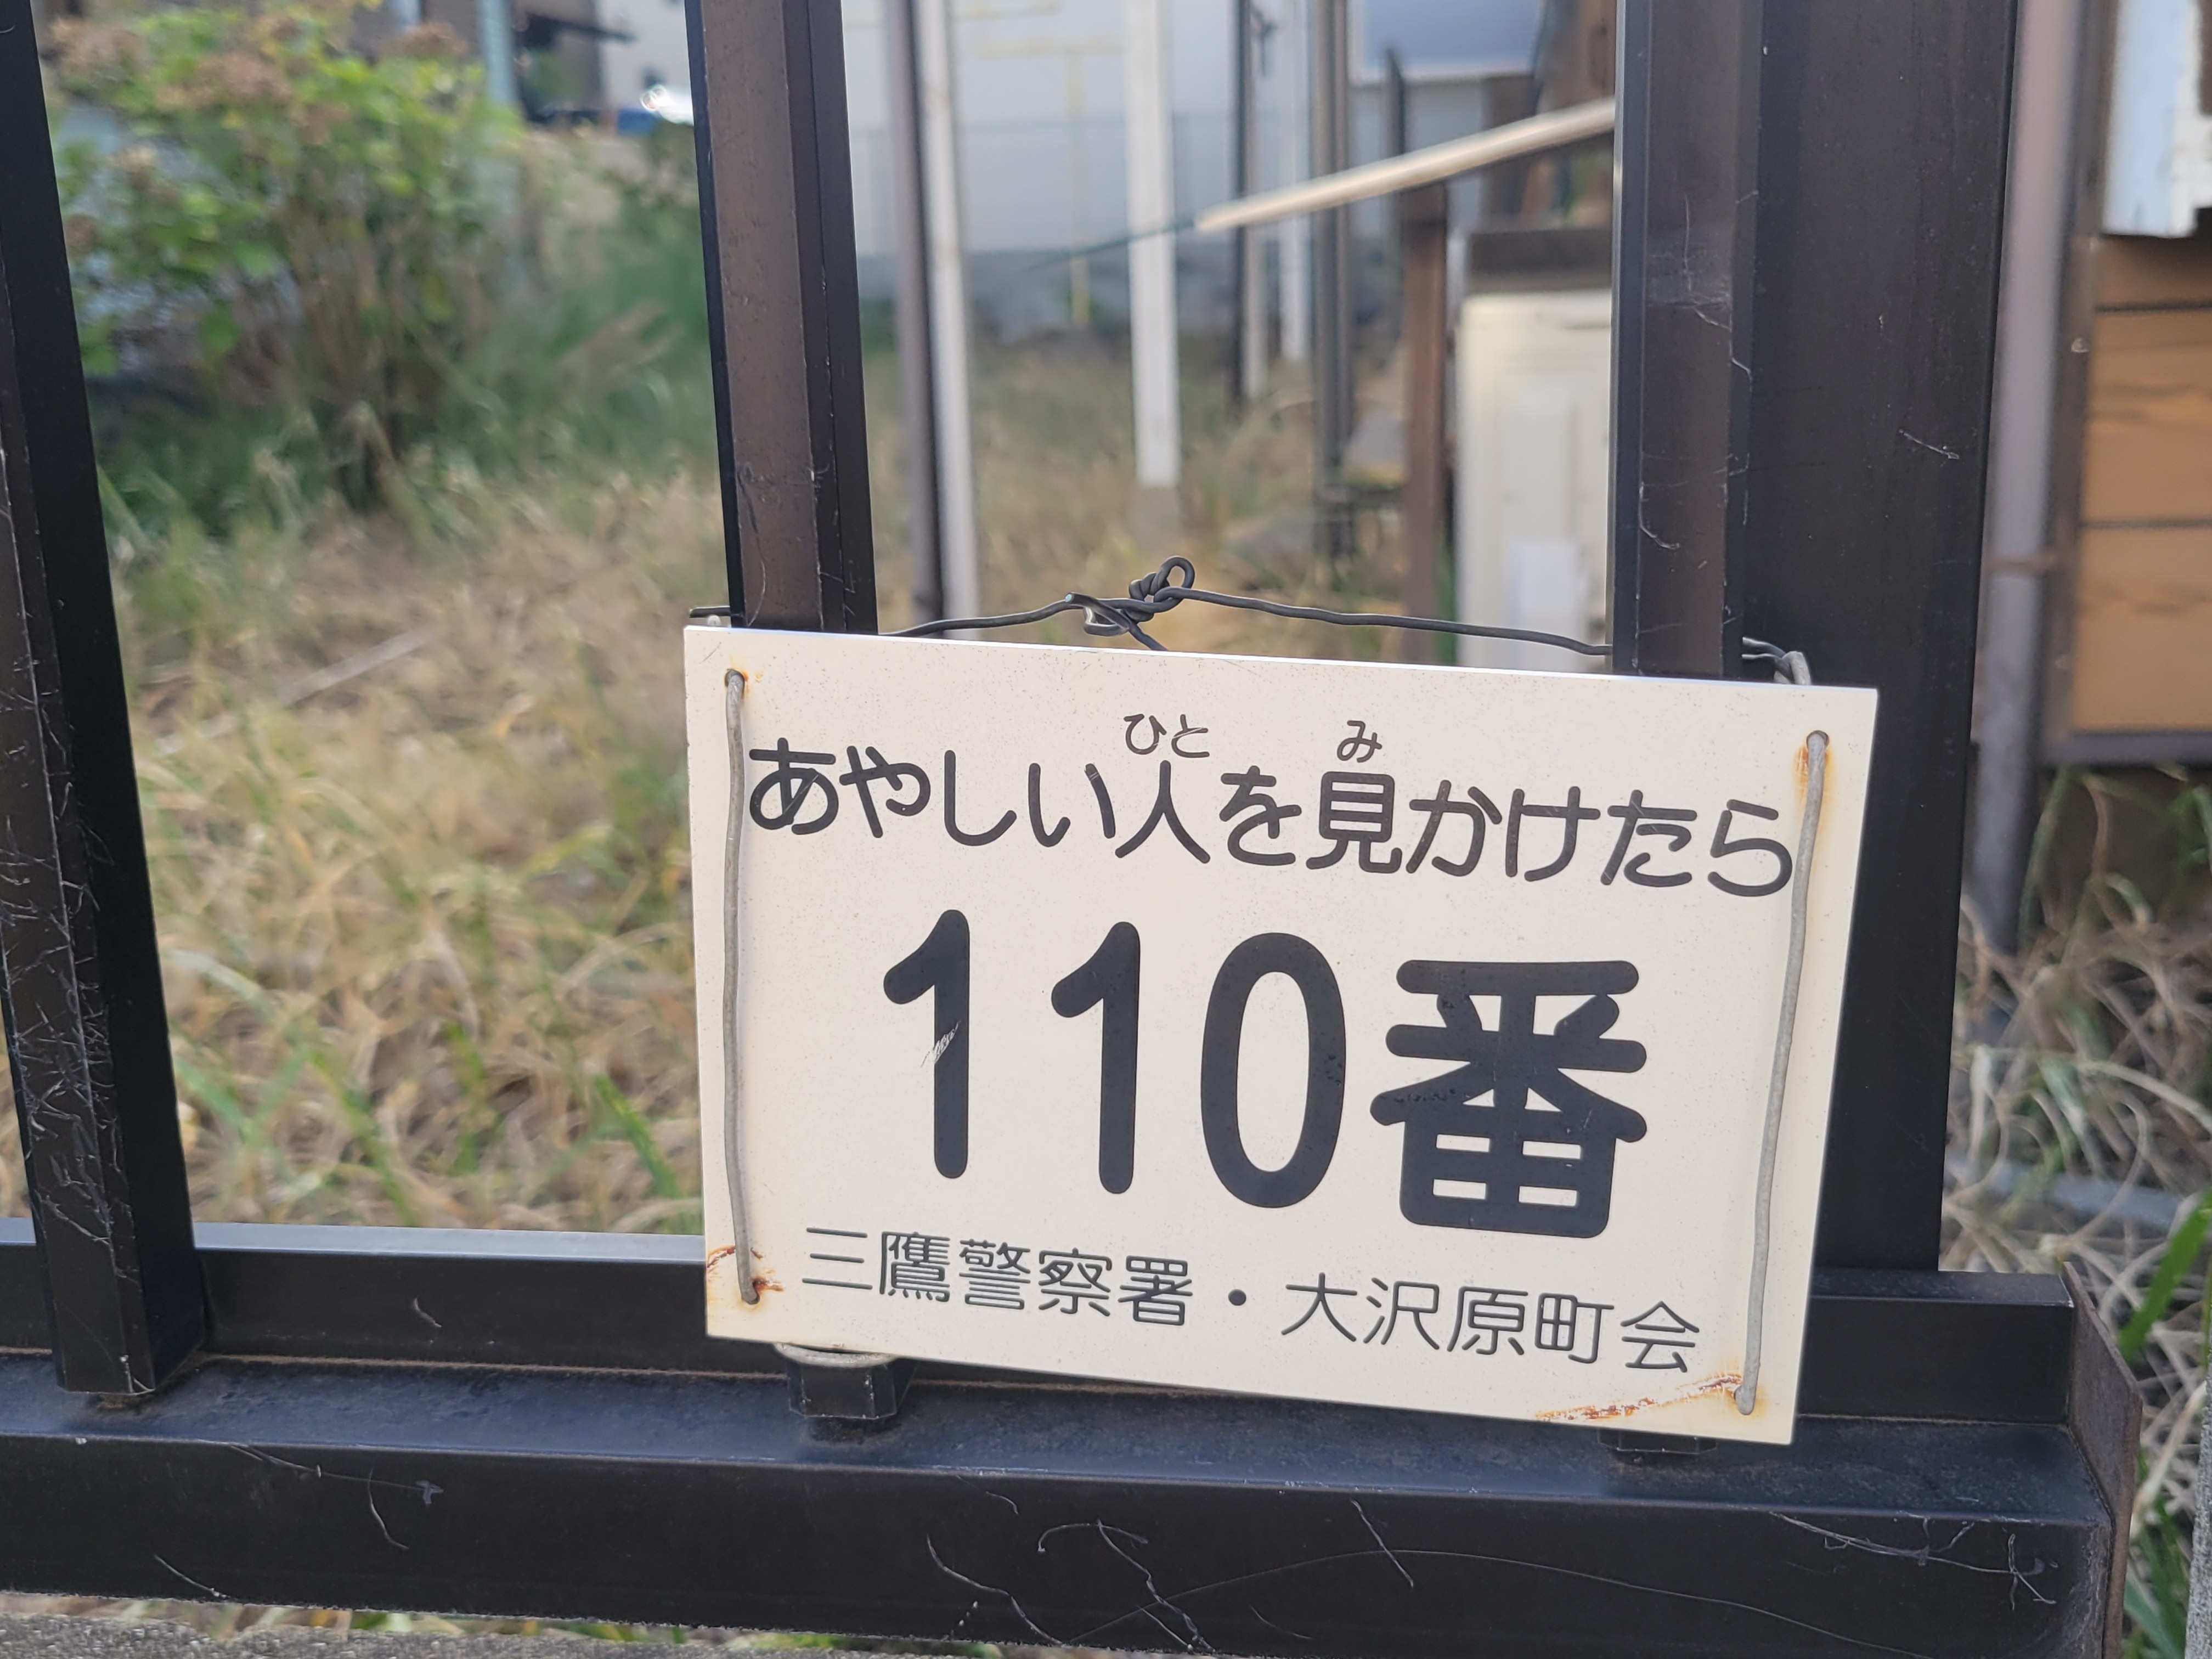 ひと み
あやしい人を見かけたら
110番
三鷹警察署・大沢原町会